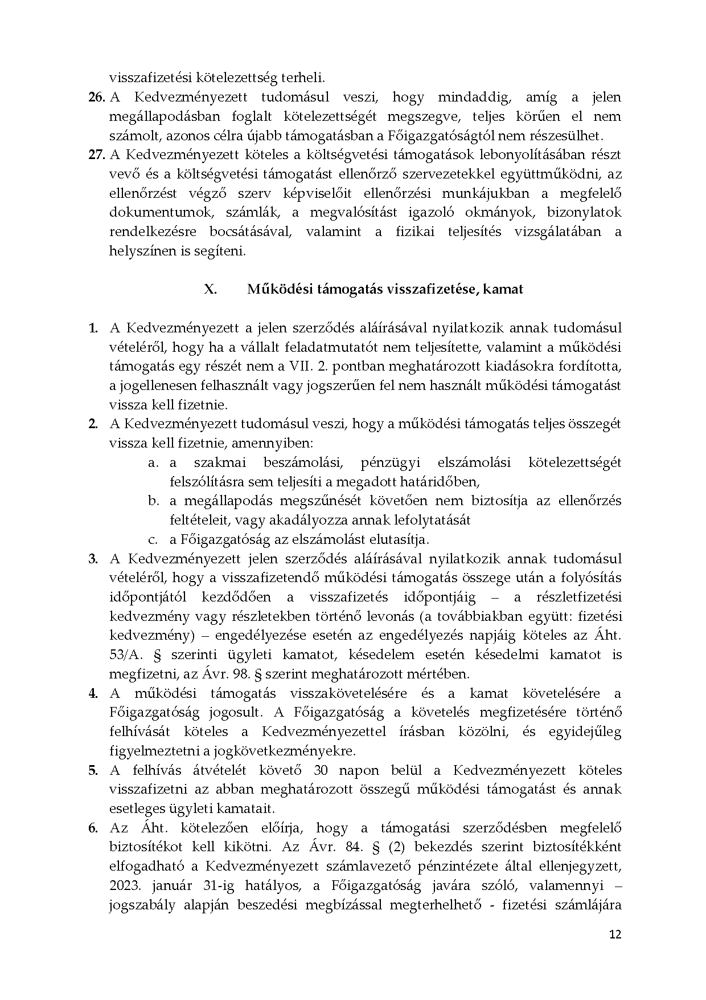 visszafizetési kötelezettség terheli.
26. A Kedvezményezett tudomásul veszi, hogy mindaddig, amíg a jelen
megállapodásban foglalt kötelezettségét megszegve, teljes körűen el nem
számolt, azonos célra újabb támogatásban a Főigazgatóságtól nem részesülhet.
27. A Kedvezményezett köteles a költségvetési támogatások lebonyolításában részt
vevő és a költségvetési támogatást ellenőrző szervezetekkel együttműködni, az
ellenőrzést végző szerv képviselőit ellenőrzési munkájukban a megfelelő
dokumentumok, számlák, a megvalósítást igazoló okmányok, bizonylatok
rendelkezésre bocsátásával, valamint a fizikai teljesítés vizsgálatában a
helyszínen is segíteni.
X. Működési támogatás visszafizetése, kamat
1. A Kedvezményezett a jelen szerződés aláírásával nyilatkozik annak tudomásul
vételéről, hogy ha a vállalt feladatmutatót nem teljesítette, valamint a működési
támogatás egy részét nem a VII. 2. pontban meghatározott kiadásokra fordította,
a jogellenesen felhasznált vagy jogszerűen fel nem használt működési támogatást
vissza kell fizetnie.
2. A Kedvezményezett tudomásul veszi, hogy a működési támogatás teljes összegét
vissza kell fizetnie, amennyiben:
a. a szakmai beszámolási, pénzügyi elszámolási kötelezettségét
felszólításra sem teljesíti a megadott határidőben,
b. a megállapodás megszűnését követően nem biztosítja az ellenőrzés
feltételeit, vagy akadályozza annak lefolytatását
c. a Főigazgatóság az elszámolást elutasítja.
3. A Kedvezményezett jelen szerződés aláírásával nyilatkozik annak tudomásul
vételéről, hogy a visszafizetendő működési támogatás összege után a folyósítás
időpontjától kezdődően a visszafizetés időpontjáig – a részletfizetési
kedvezmény vagy részletekben történő levonás (a továbbiakban együtt: fizetési
kedvezmény) – engedélyezése esetén az engedélyezés napjáig köteles az Áht.
53/A. § szerinti ügyleti kamatot, késedelem esetén késedelmi kamatot is
megfizetni, az Ávr. 98. § szerint meghatározott mértében.
4. A működési támogatás visszakövetelésére és a kamat követelésére a
Főigazgatóság jogosult. A Főigazgatóság a követelés megfizetésére történő
felhívását köteles a Kedvezményezettel írásban közölni, és egyidejűleg
figyelmeztetni a jogkövetkezményekre.
5. A felhívás átvételét követő 30 napon belül a Kedvezményezett köteles
visszafizetni az abban meghatározott összegű működési támogatást és annak
esetleges ügyleti kamatait.
6. Az Áht. kötelezően előírja, hogy a támogatási szerződésben megfelelő
biztosítékot kell kikötni. Az Ávr. 84. § (2) bekezdés szerint biztosítékként
elfogadható a Kedvezményezett számlavezető pénzintézete által ellenjegyzett,
2023. január 31-ig hatályos, a Főigazgatóság javára szóló, valamennyi –
jogszabály alapján beszedési megbízással megterhelhető - fizetési számlájára
12